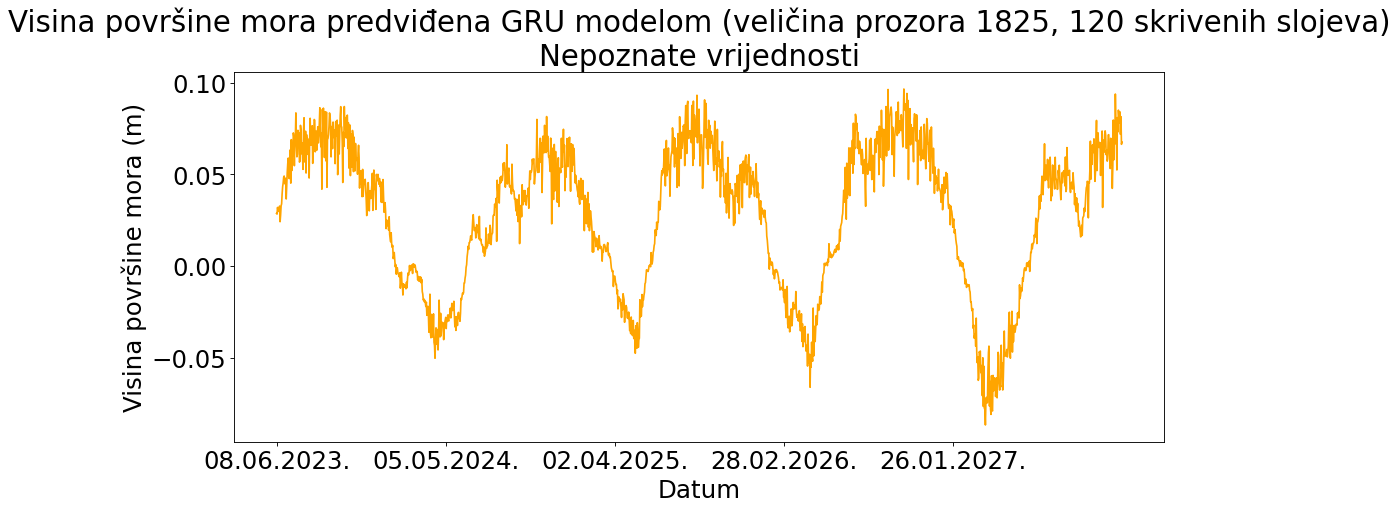 Visina površine mora predviđena GRU modelom (veličina prozora 1825, 120 skrivenih slojeva)
Nepoznate vrijednosti
Visina površine mora (m)
0.10
0.05
0.00
−0.05
08.06.2023. 05.05.2024. 02.04.2025. 28.02.2026. 26.01.2027.
Datum